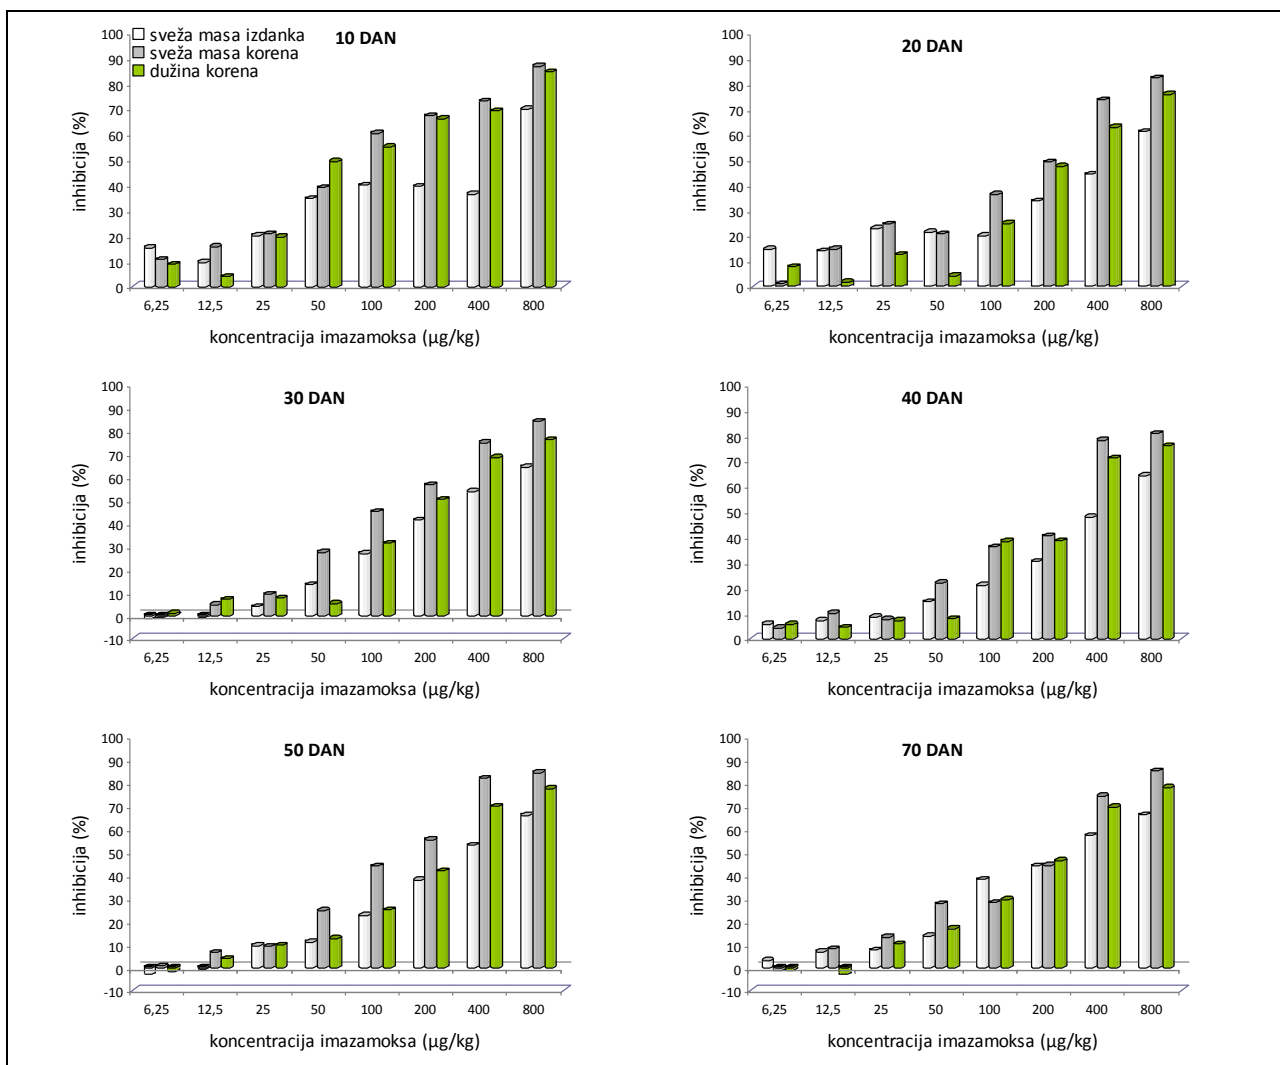 sveža masa izdanka
sveža masa korena
dužina korena
10 DAN
100
90
80
70
60
50
40
30
20
10
0
inhibicija (%)
6,25 12,5 25 50 100 200 400 800
koncentracija imazamoksa (µg/kg)
20 DAN
100
90
80
70
60
50
40
30
20
10
0
inhibicija (%)
6,25 12,5 25 50 100 200 400 800
koncentracija imazamoksa (µg/kg)
30 DAN
100
90
80
70
60
50
40
30
20
10
0
-10
inhibicija (%)
6,25 12,5 25 50 100 200 400 800
koncentracija imazamoksa (µg/kg)
40 DAN
100
90
80
70
60
50
40
30
20
10
0
inhibicija (%)
6,25 12,5 25 50 100 200 400 800
koncentracija imazamoksa (µg/kg)
50 DAN
100
90
80
70
60
50
40
30
20
10
0
-10
inhibicija (%)
6,25 12,5 25 50 100 200 400 800
koncentracija imazamoksa (µg/kg)
70 DAN
100
90
80
70
60
50
40
30
20
10
0
-10
inhibicija (%)
6,25 12,5 25 50 100 200 400 800
koncentracija imazamoksa (µg/kg)